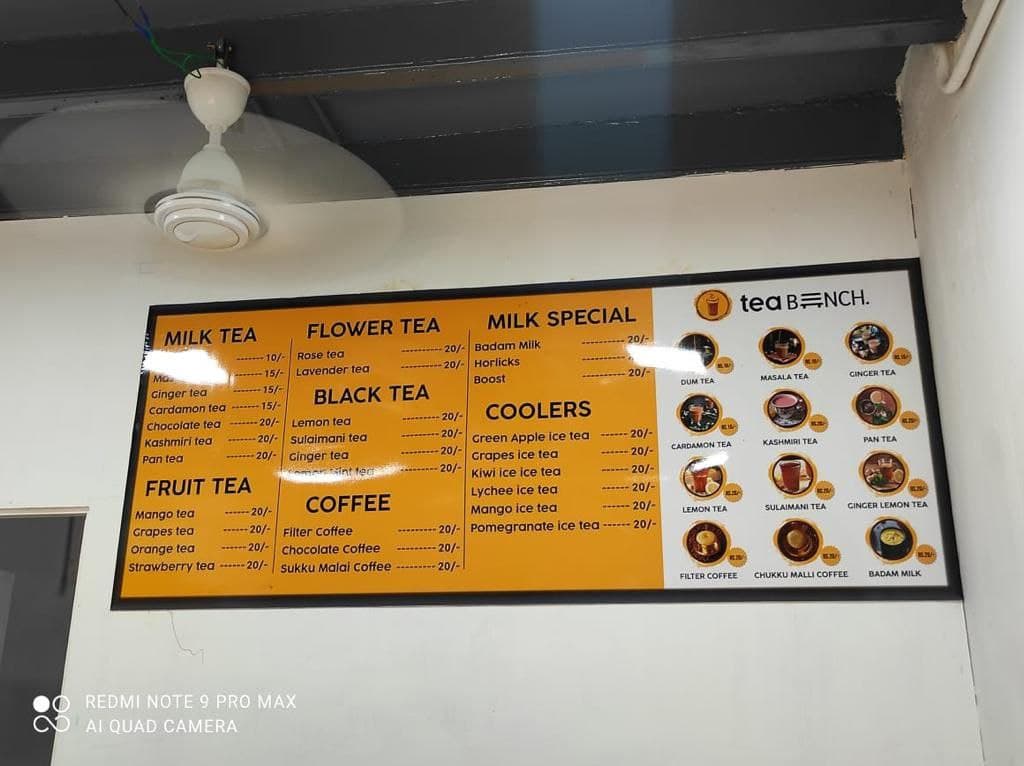 MILK TEA
------- 10/-
------ 15/-
Ginger tea ------ 15/-
Cardamon tea ------ 15/-
Chocolate tea ----- 20/-
Kashmiri tea ----- 20/-
Pan tea ------ 20/-
FRUIT TEA
Mango tea ----- 20/-
Grapes tea ------ 20/-
Orange tea ------ 20/-
Strawberry tea ----- 20/-
FLOWER TEA
Rose tea --------- 20/-
Lavender tea --------- 20/-
BLACK TEA
Lemon tea --------- 20/-
Sulaimani tea --------- 20/-
Ginger tea --------- 20/-
--------- 20/-
COFFEE
Filter Coffee --------- 20/-
Chocolate Coffee --------- 20/-
Sukku Malai Coffee --------- 20/-
MILK SPECIAL
Badam Milk --------- 20/-
Horlicks
Boost --------- 20/-
COOLERS
Green Apple ice tea ------ 20/-
Grapes ice tea ------ 20/-
Kiwi ice ice tea ------ 20/-
Lychee ice tea ------ 20/-
Mango ice tea ------ 20/-
Pomegranate ice tea ------ 20/-
tea BENCH.
DUM TEA
MASALA TEA
GINGER TEA
CARDAMON TEA
KASHMIRI TEA
PAN TEA
LEMON TEA
SULAIMANI TEA
GINGER LEMON TEA
FILTER COFFEE
CHUKKU MALLI COFFEE
BADAM MILK
REDMI NOTE 9 PRO MAX
AI QUAD CAMERA